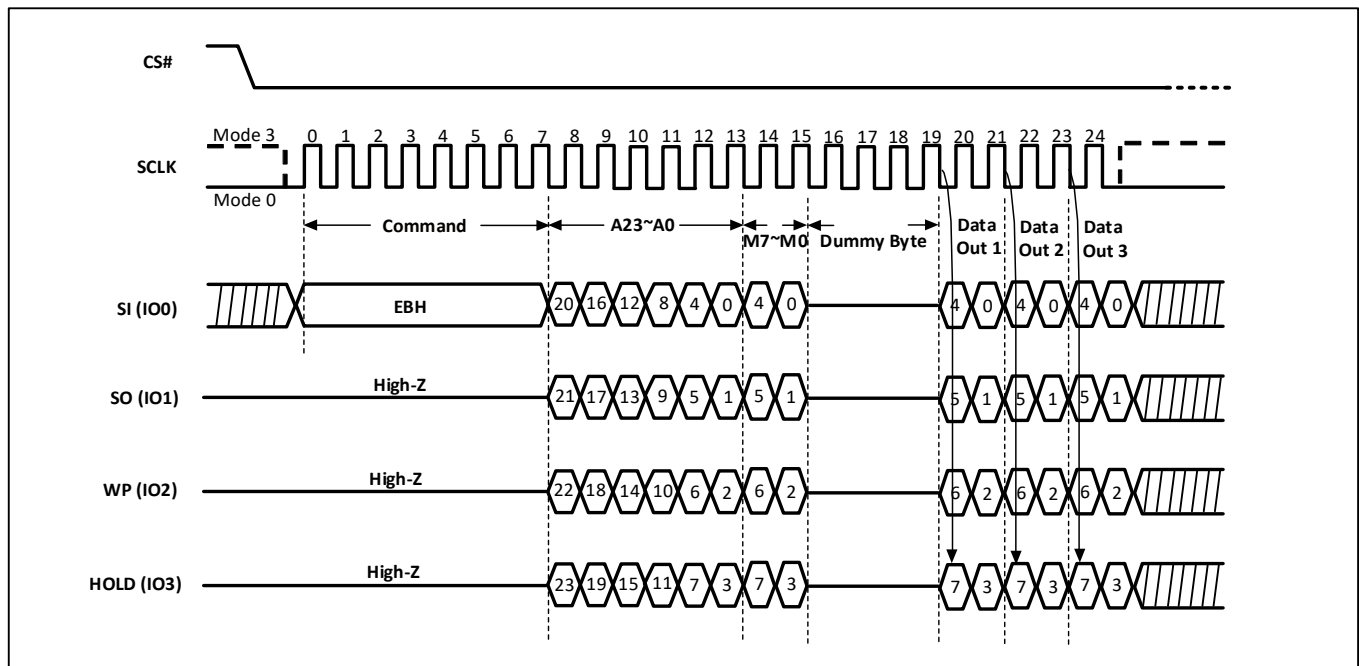 CS#
Mode 3
0 1 2 3 4 5 6 7 8 9 10 11 12 13 14 15 16 17 18 19 20 21 22 23 24
SCLK
Mode 0
Command A23~A0 M7~M0 Dummy Byte Data Out 1 Data Out 2 Data Out 3
SI (IO0) EBH 20 16 12 8 4 0 4 0 4 0 4 0 4 0
SO (IO1) High-Z 21 17 13 9 5 1 5 1 5 1 5 1 5 1
WP (IO2) High-Z 22 18 14 10 6 2 6 2 6 2 6 2 6 2
HOLD (IO3) High-Z 23 19 15 11 7 3 7 3 7 3 7 3 7 3